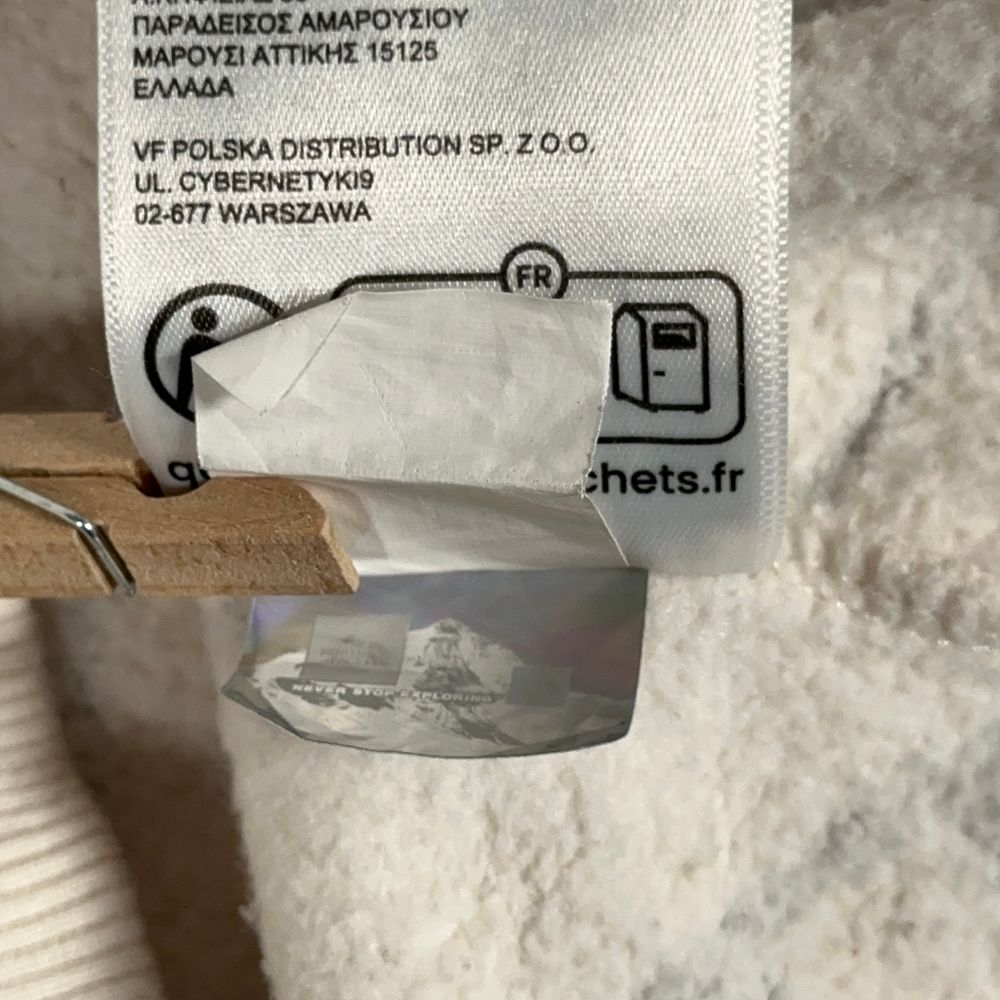 ΠΑΡΑΔΕΙΣΟΣ ΑΜΑΡΟΥΣΙΟΥ
ΜΑΡΟΥΣΙ ΑΤΤΙΚΗΣ 15125
ΕΛΛΑΔΑ
VF POLSKA DISTRIBUTION SP. Z O.O.
UL. CYBERNETYKI9
02-677 WARSZAWA
FR
chets.fr
NEVER STOP EXPLORING